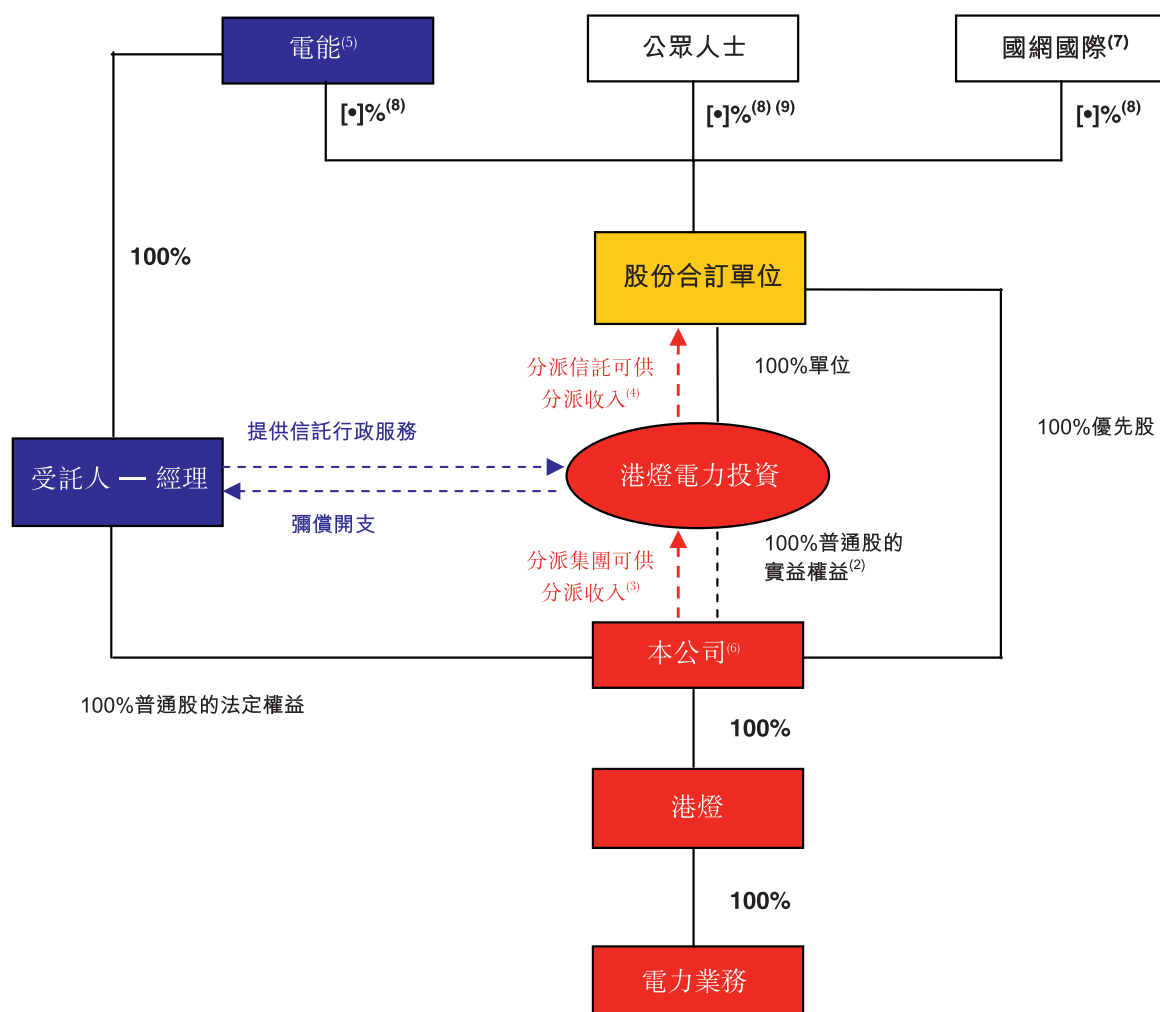 電能(5)
公眾人士
國網國際(7)
[•]%(8)
[•]%(8) (9)
[•]%(8)
100%
股份合訂單位
分派信託可供
分派收入(4)
100%單位
100%優先股
提供信託行政服務
受託人 — 經理
港燈電力投資
彌償開支
分派集團可供
分派收入(3)
100%普通股的
實益權益(2)
本公司(6)
100%普通股的法定權益
100%
港燈
100%
電力業務